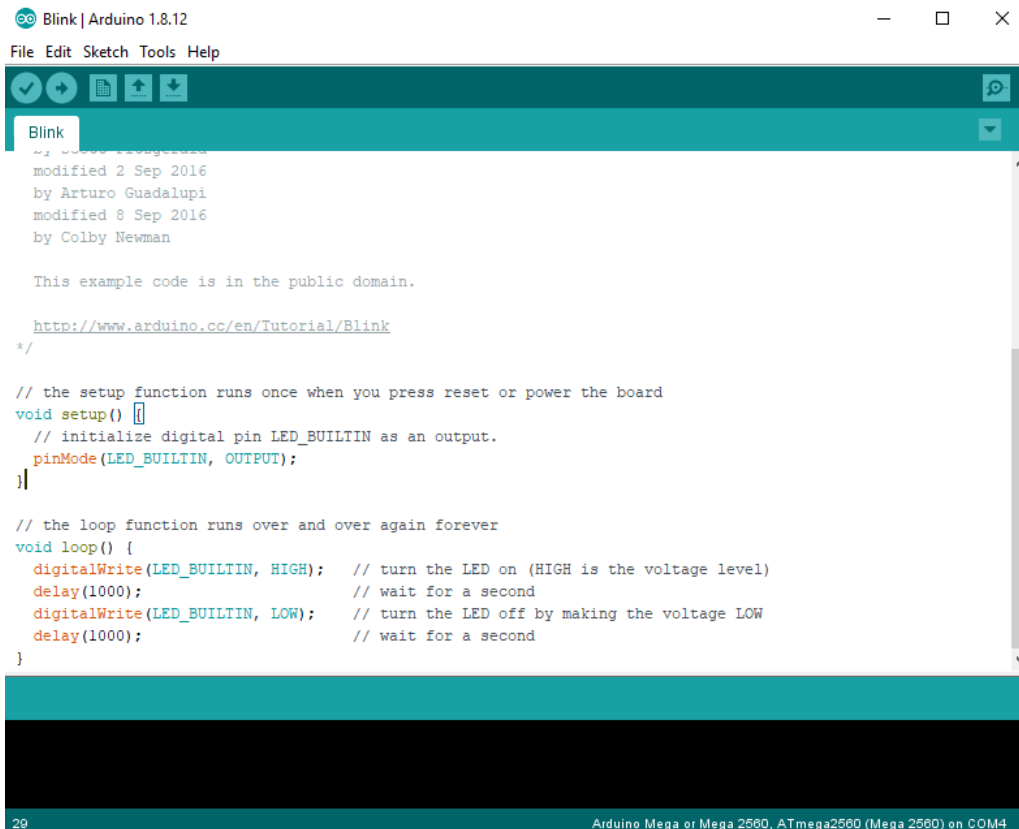 Blink | Arduino 1.8.12
File Edit Sketch Tools Help
Blink
modified 2 Sep 2016
by Arturo Guadalupi
modified 8 Sep 2016
by Colby Newman
This example code is in the public domain.
http://www.arduino.cc/en/Tutorial/Blink
*/
// the setup function runs once when you press reset or power the board
void setup() {
// initialize digital pin LED_BUILTIN as an output.
pinMode(LED_BUILTIN, OUTPUT);
}
// the loop function runs over and over again forever
void loop() {
digitalWrite(LED_BUILTIN, HIGH);   // turn the LED on (HIGH is the voltage level)
delay(1000);                       // wait for a second
digitalWrite(LED_BUILTIN, LOW);    // turn the LED off by making the voltage LOW
delay(1000);                       // wait for a second
}
29 Arduino Mega or Mega 2560, ATmega2560 (Mega 2560) on COM4